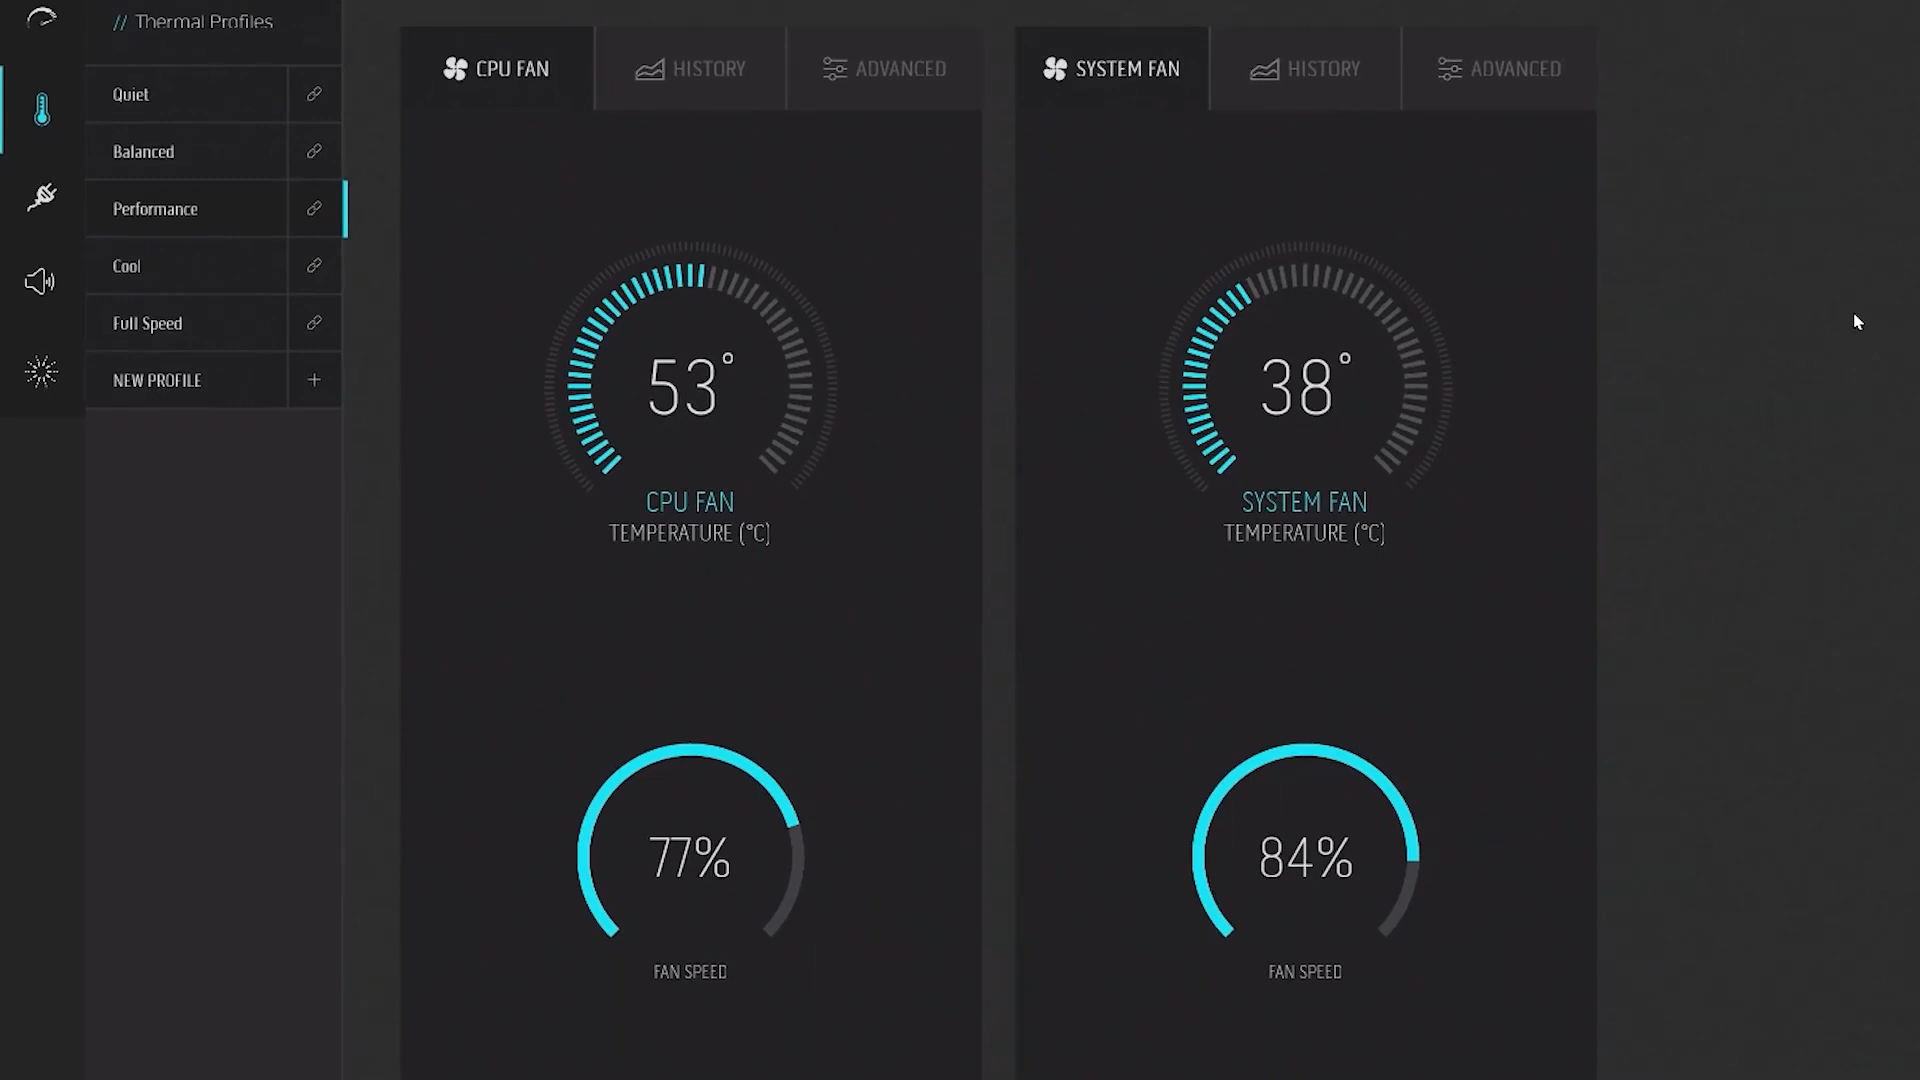 // Thermal Profiles
Quiet
Balanced
Performance
Cool
Full Speed
NEW PROFILE +
CPU FAN
HISTORY
ADVANCED
53°
CPU FAN
TEMPERATURE (°C)
77%
FAN SPEED
SYSTEM FAN
HISTORY
ADVANCED
38°
SYSTEM FAN
TEMPERATURE (°C)
84%
FAN SPEED